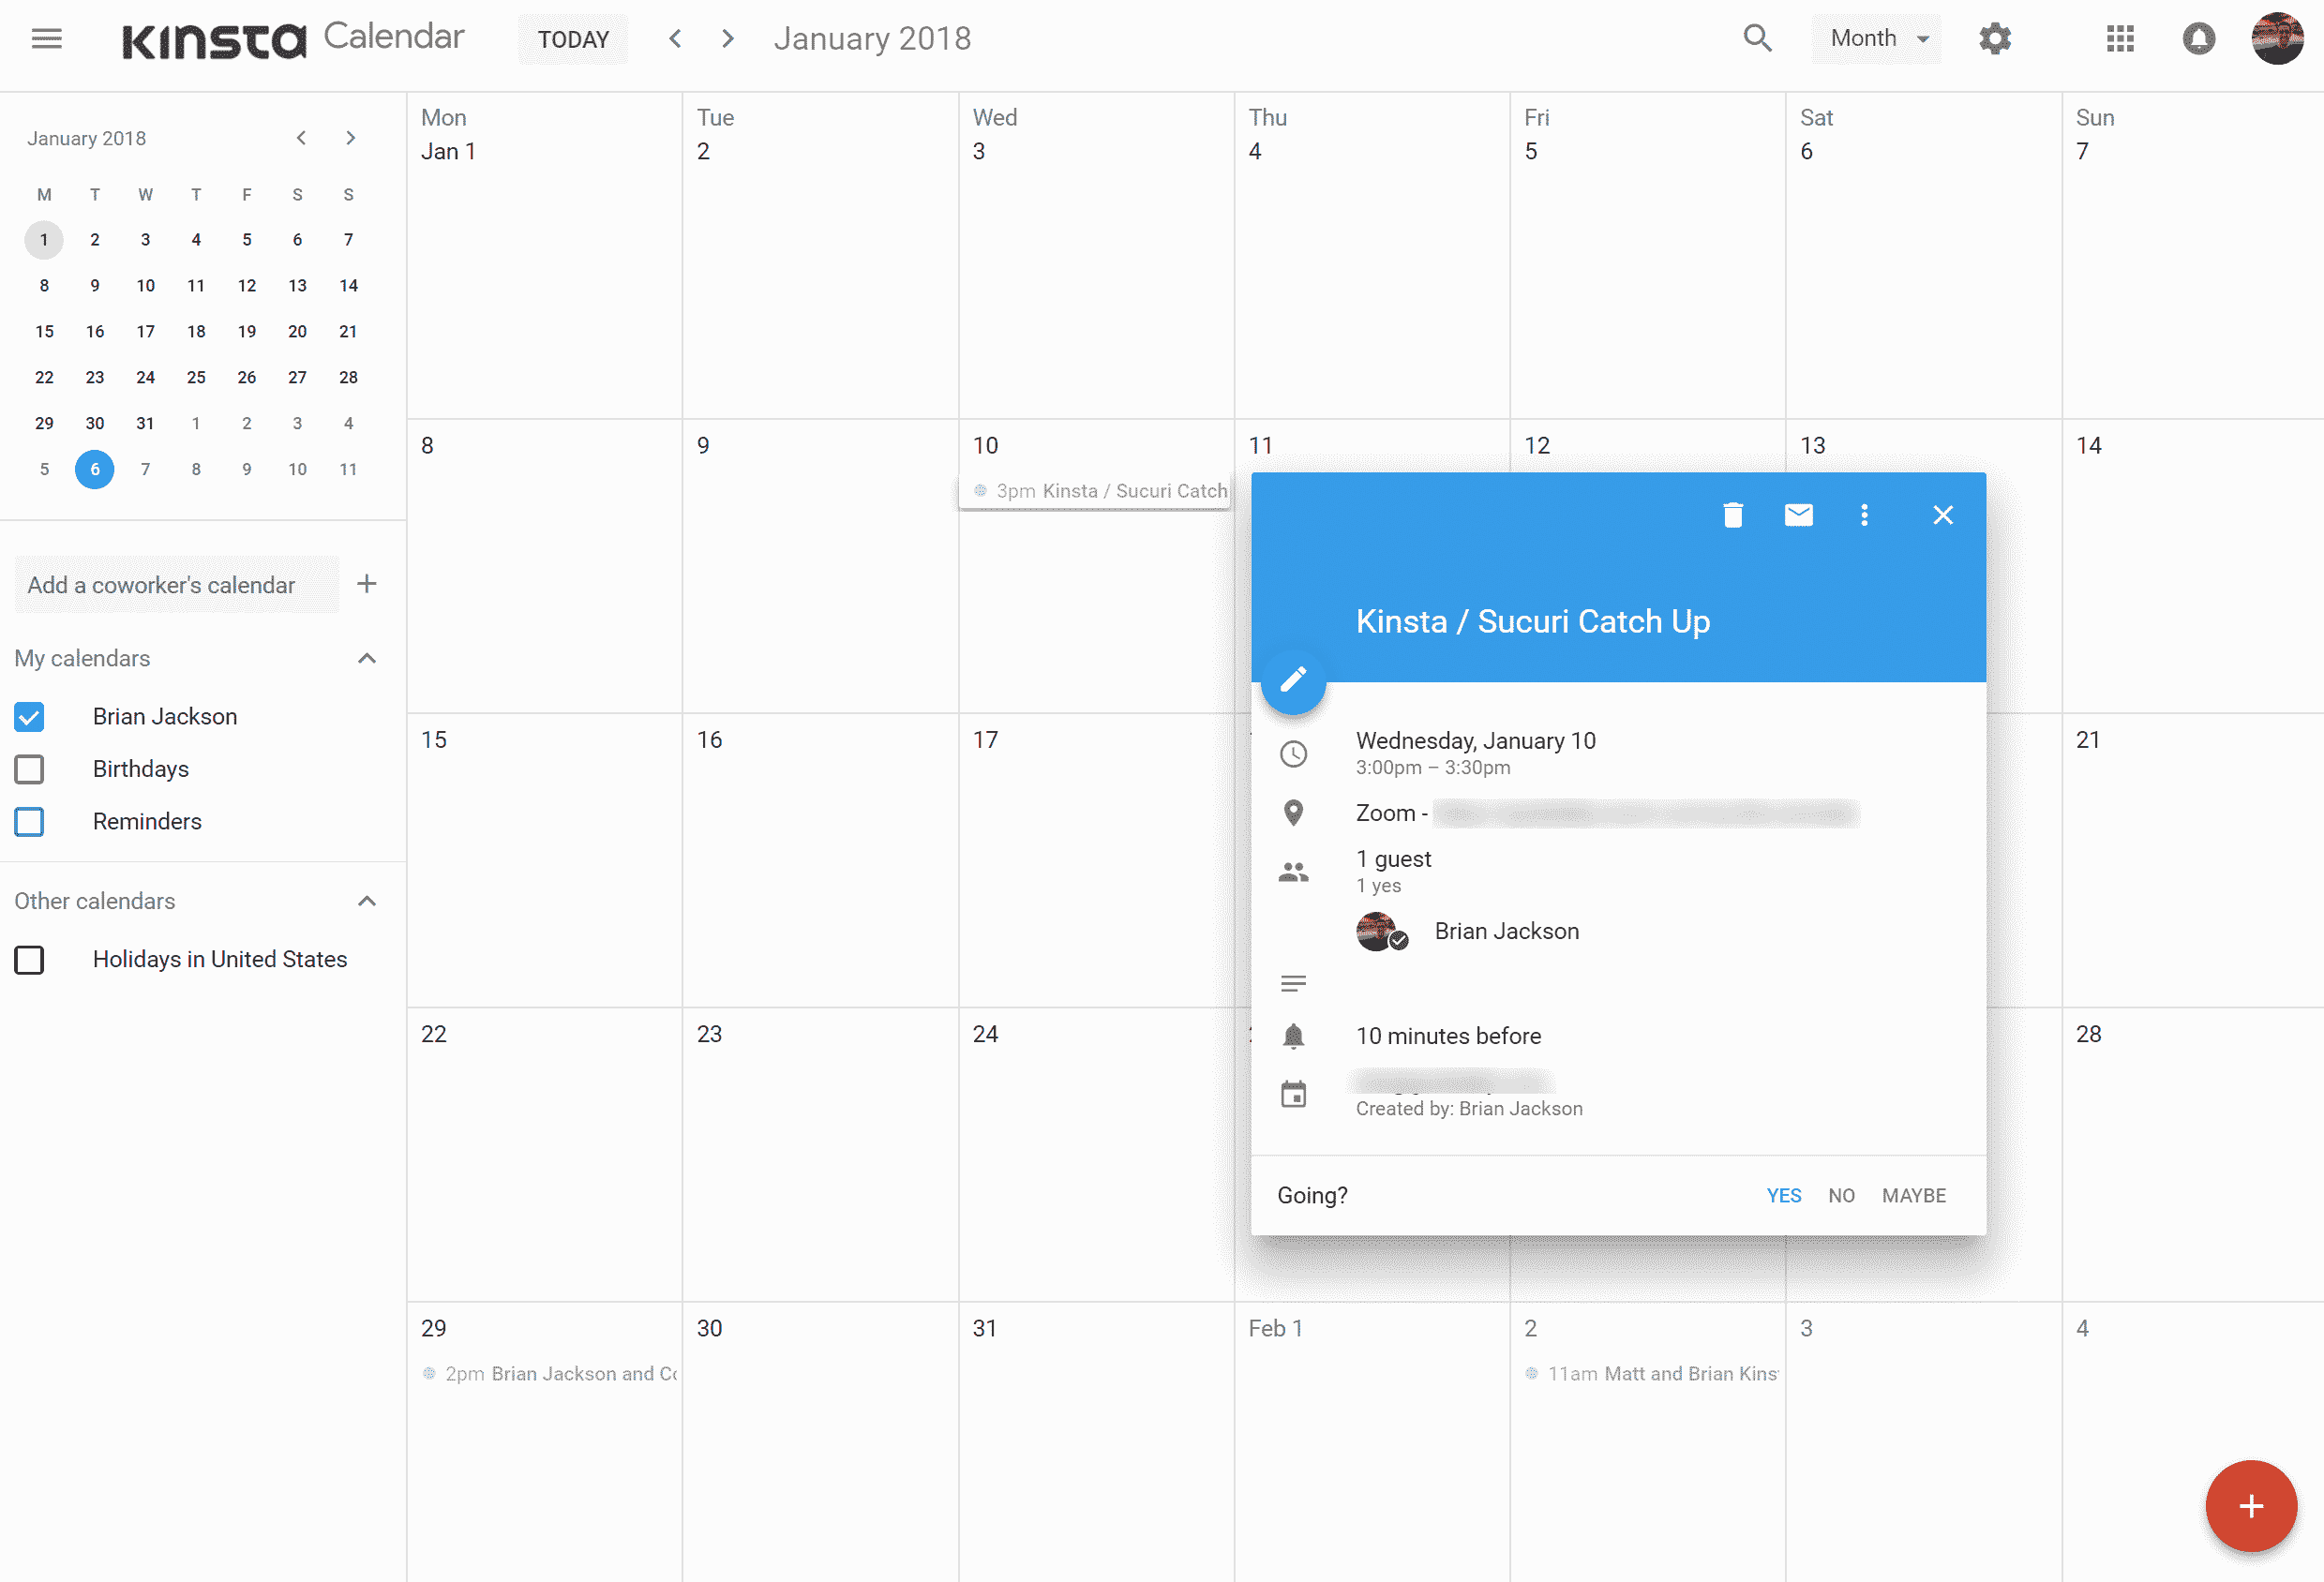 Kinsta Calendar TODAY January 2018 Month
January 2018
M T W T F S S
1 2 3 4 5 6 7
8 9 10 11 12 13 14
15 16 17 18 19 20 21
22 23 24 25 26 27 28
29 30 31 1 2 3 4
5 6 7 8 9 10 11
Add a coworker's calendar
My calendars
Brian Jackson
Birthdays
Reminders
Other calendars
Holidays in United States
Mon Tue Wed Thu Fri Sat Sun
Jan 1 2 3 4 5 6 7
8 9 10 11 12 13 14
3pm Kinsta / Sucuri Catch
15 16 17 21
22 23 24 28
29 30 31 Feb 1 2 3 4
2pm Brian Jackson and 11am Matt and Brian
Kinsta / Sucuri Catch Up
Wednesday, January 10
3:00pm – 3:30pm
Zoom -
1 guest
1 yes
Brian Jackson
10 minutes before
Created by: Brian Jackson
Going? YES NO MAYBE